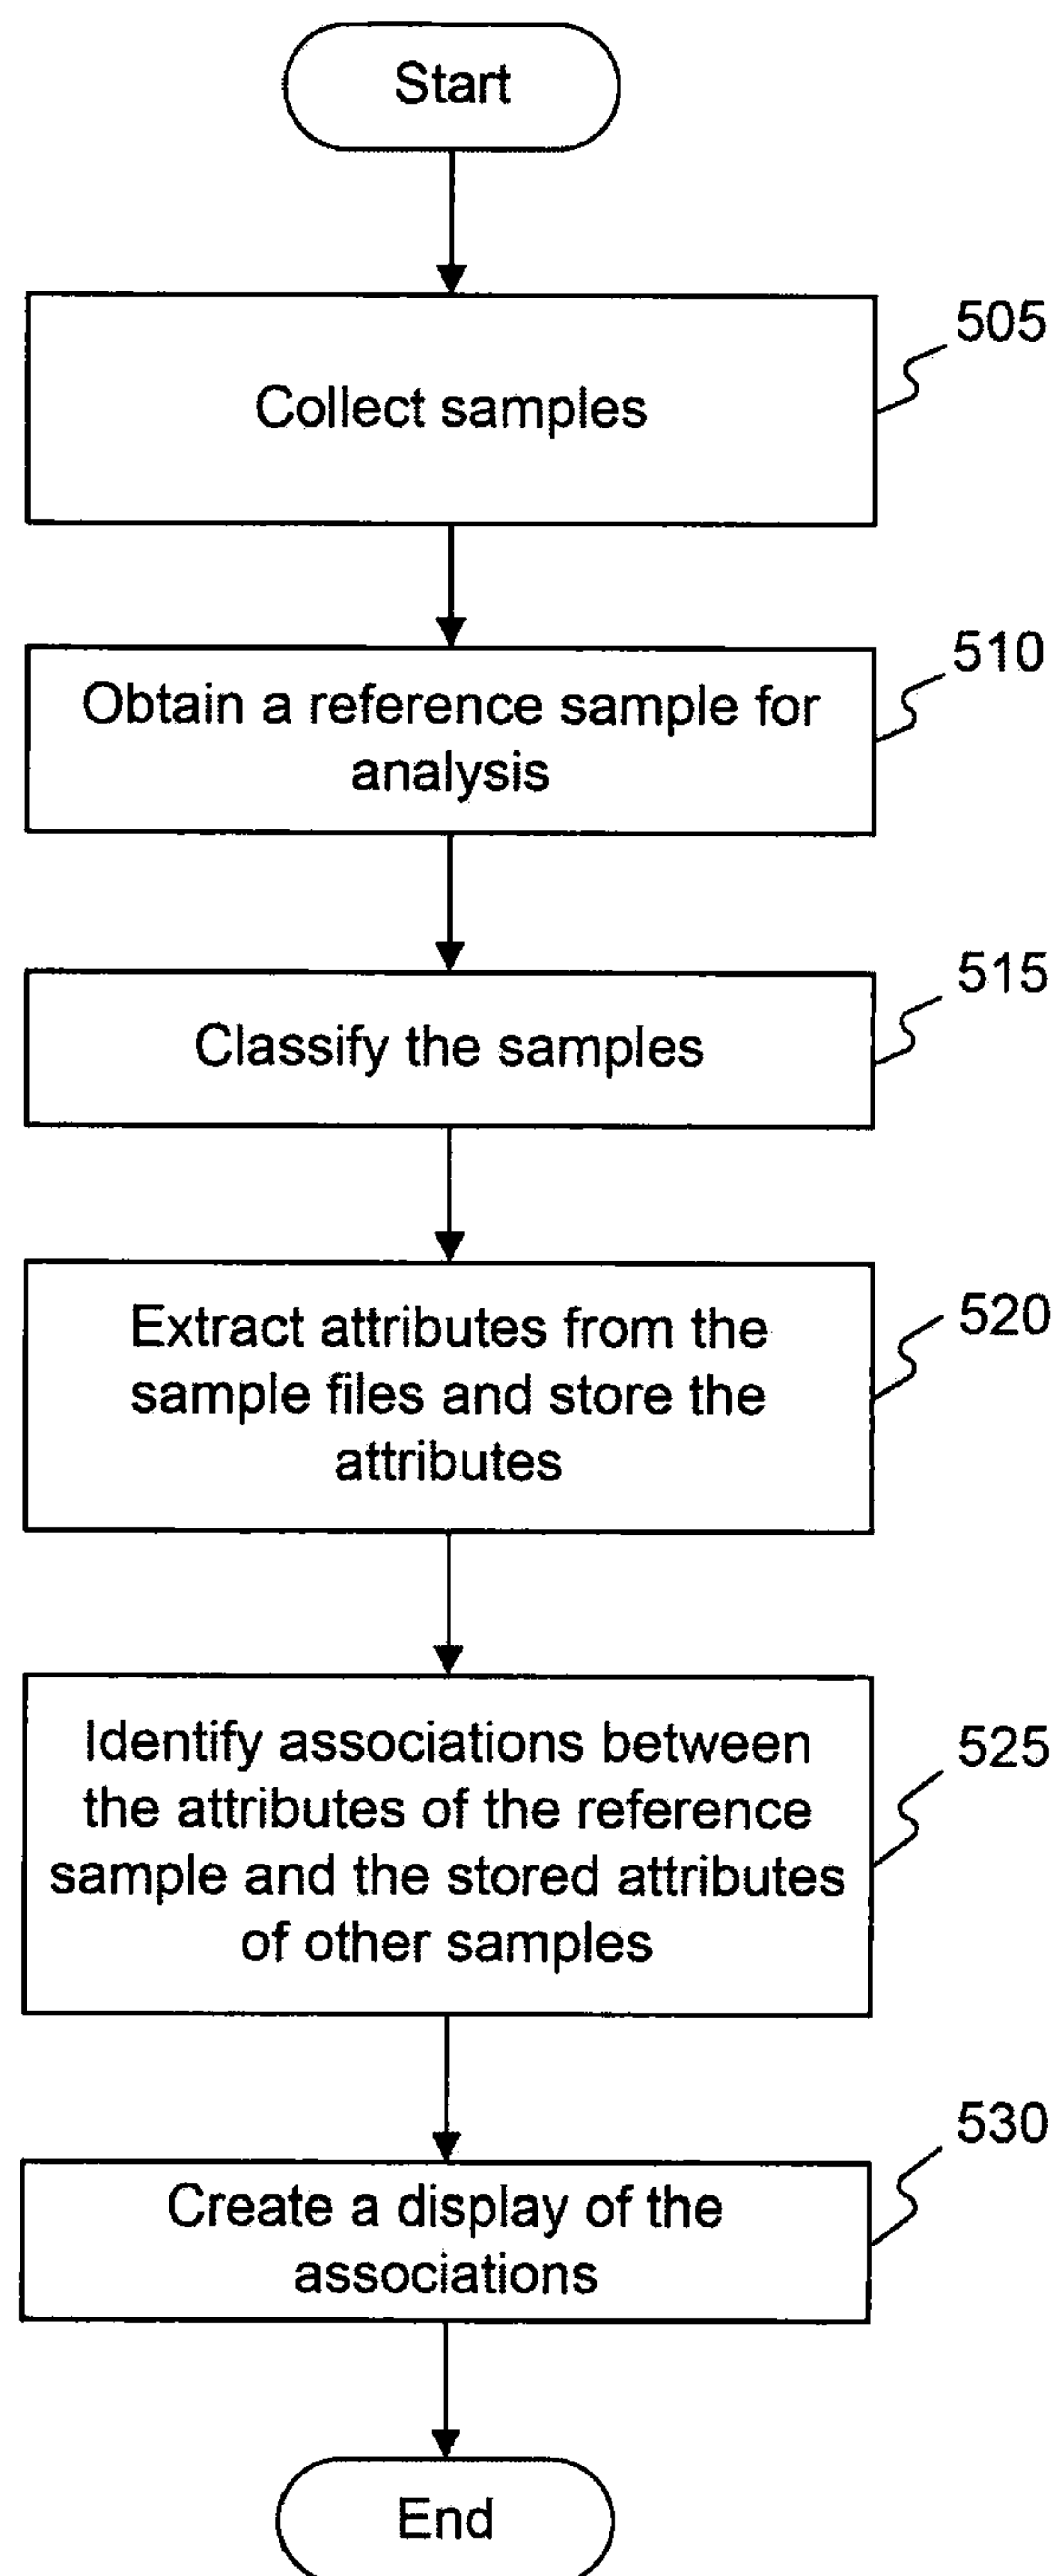 Start
505
Collect samples
510
Obtain a reference sample for
analysis
515
Classify the samples
520
Extract attributes from the
sample files and store the
attributes
525
Identify associations between
the attributes of the reference
sample and the stored attributes
of other samples
530
Create a display of the
associations
End